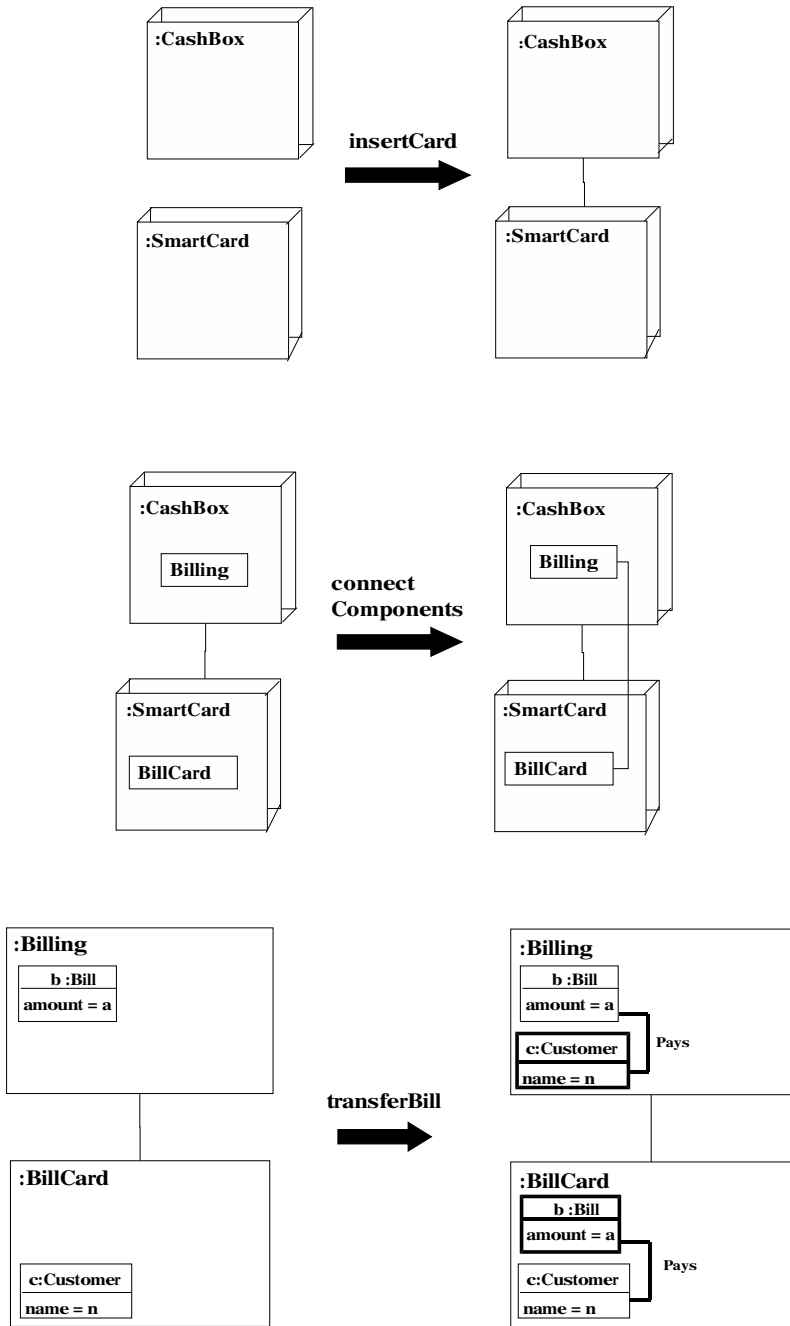 :CashBox
:CashBox
insertCard
:SmartCard
:SmartCard
:CashBox
:CashBox
Billing
Billing
connect
Components
:SmartCard
:SmartCard
BillCard
BillCard
:Billing
b :Bill
amount = a
:Billing
b :Bill
amount = a
c:Customer
name = n
Pays
transferBill
:BillCard
c:Customer
name = n
:BillCard
b :Bill
amount = a
c:Customer
name = n
Pays